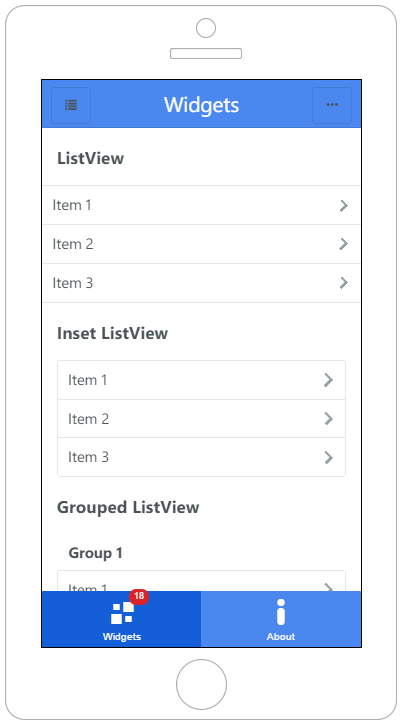 Widgets
ListView
Item 1
Item 2
Item 3
Inset ListView
Item 1
Item 2
Item 3
Grouped ListView
Group 1
Item 1
18
Widgets
About